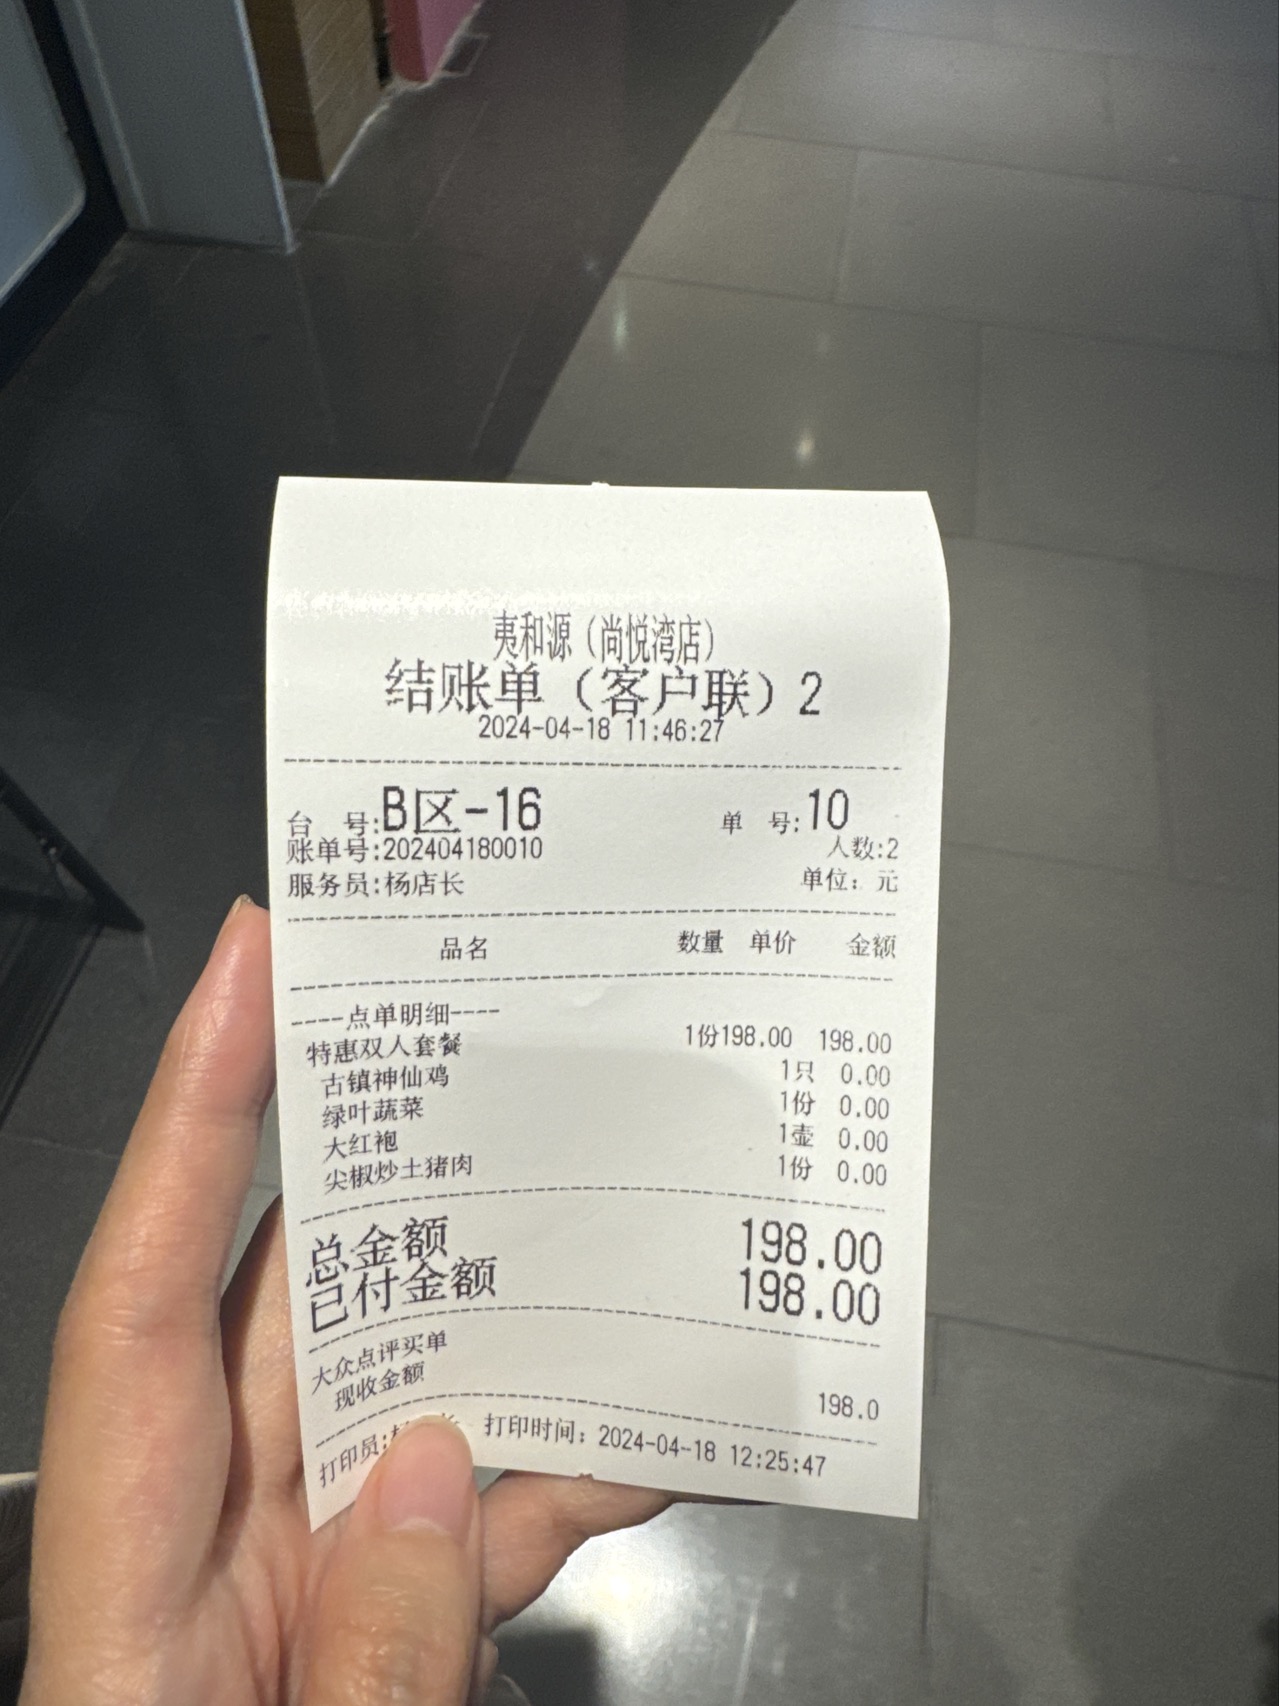 夷和源（尚悦湾店）
结账单（客户联）2
2024-04-18 11:46:27
台 号:B区-16 单 号:10
账单号:202404180010 人数:2
服务员:杨店长 单位：元
品名 数量 单价 金额
----点单明细----
特惠双人套餐 1份198.00 198.00
古镇神仙鸡 1只 0.00
绿叶蔬菜 1份 0.00
大红袍 1壶 0.00
尖椒炒土猪肉 1份 0.00
总金额 198.00
已付金额 198.00
大众点评买单
现收金额 198.0
打印员: 打印时间：2024-04-18 12:25:47